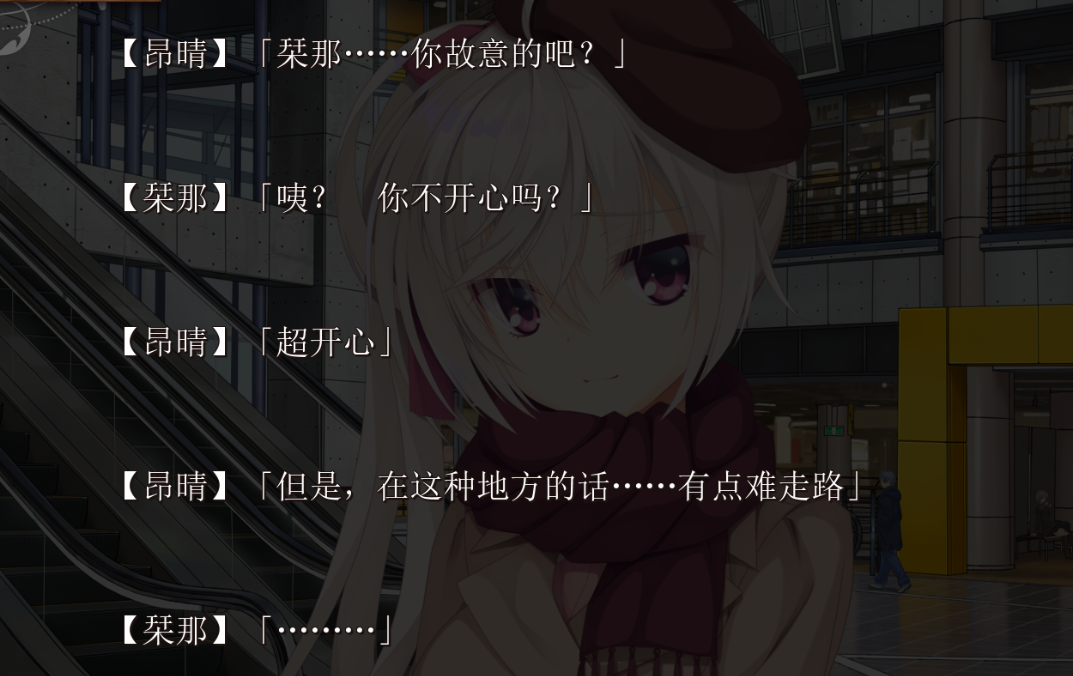 【昂晴】「栞那……你故意的吧？」
【栞那】「咦？　你不开心吗？」
【昂晴】「超开心」
【昂晴】「但是，在这种地方的话……有点难走路」
【栞那】「………」